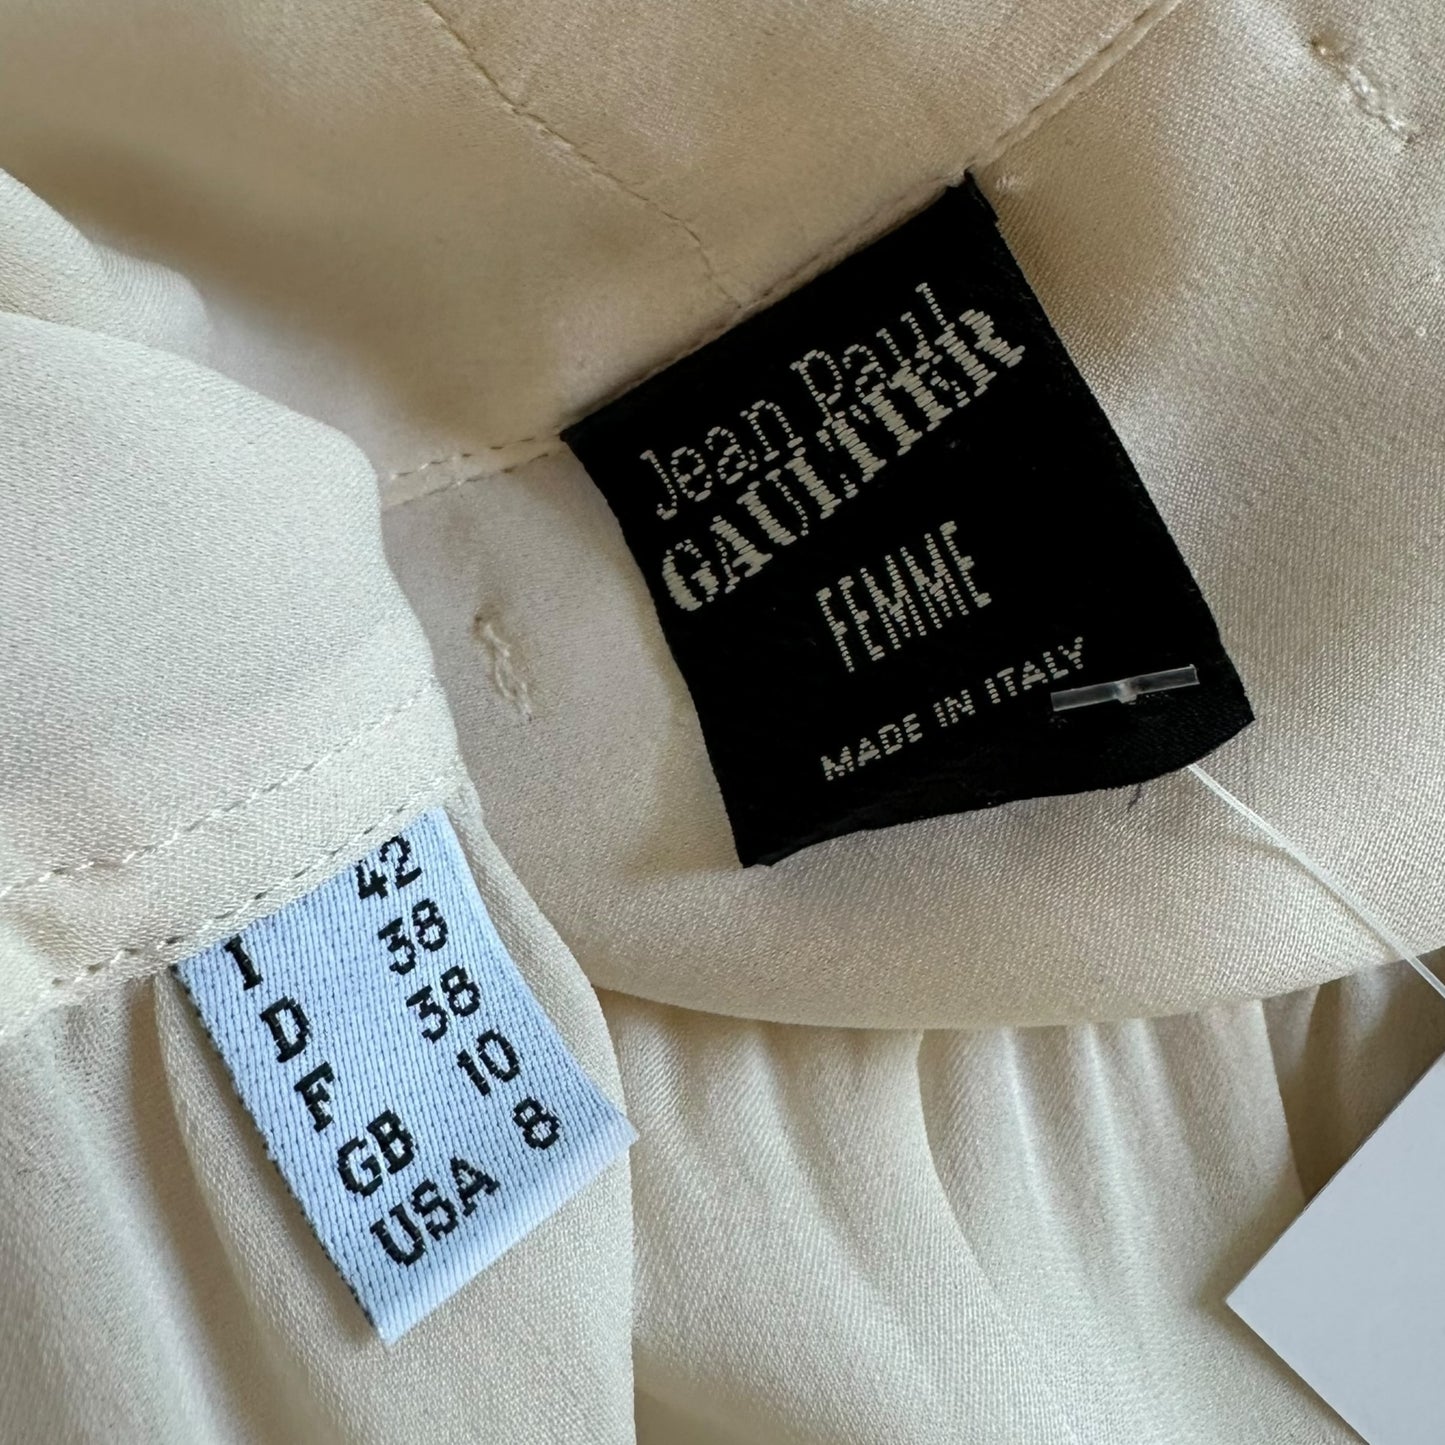 Jean Paul
GAULTIER
FEMME
MADE IN ITALY
I 42
D 38
F 38
GB 10
USA 8